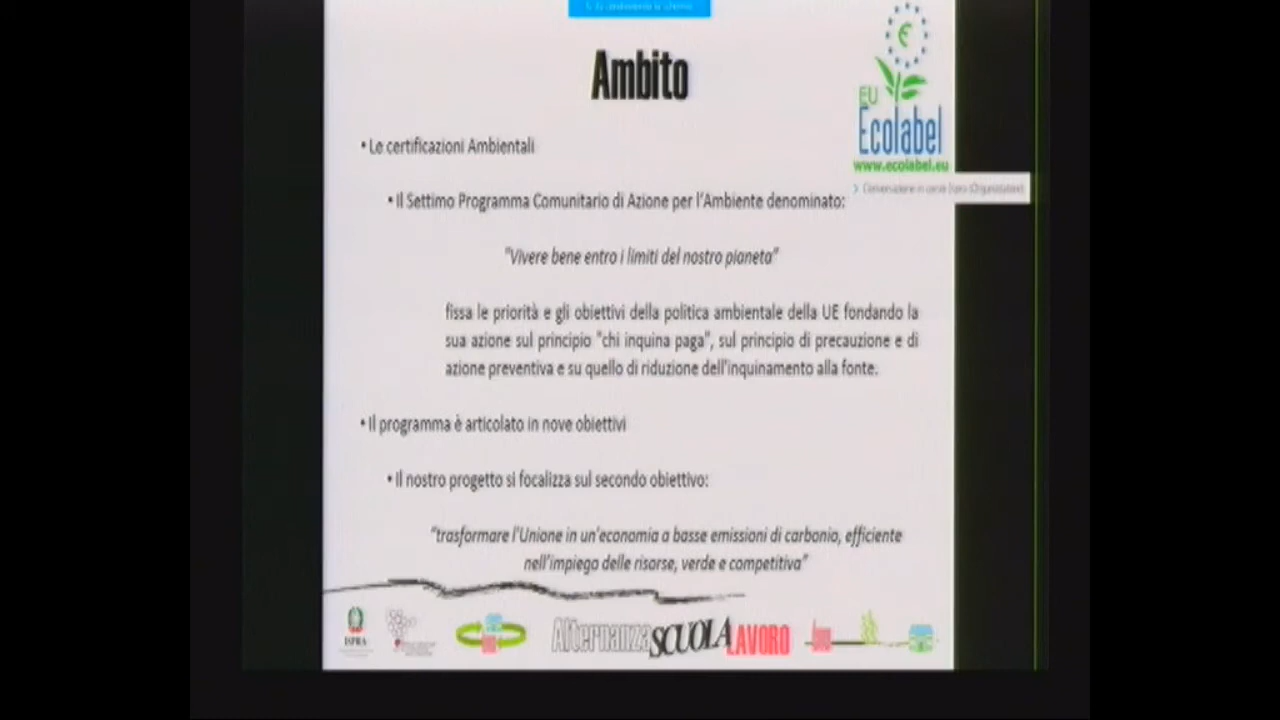 Ambito
EU
Ecolabel
www.ecolabel.eu
• Le certificazioni Ambientali
• Il Settimo Programma Comunitario di Azione per l'Ambiente denominato:
"Vivere bene entro i limiti del nostro pianeta"
fissa le priorità e gli obiettivi della politica ambientale della UE fondando la
sua azione sul principio "chi inquina paga", sul principio di precauzione e di
azione preventiva e su quello di riduzione dell'inquinamento alla fonte.
• Il programma è articolato in nove obiettivi
• Il nostro progetto si focalizza sul secondo obiettivo:
"trasformare l'Unione in un'economia a basse emissioni di carbonio, efficiente
nell'impiego delle risorse, verde e competitiva"
ISPRA
Alternanza SCUOLA LAVORO